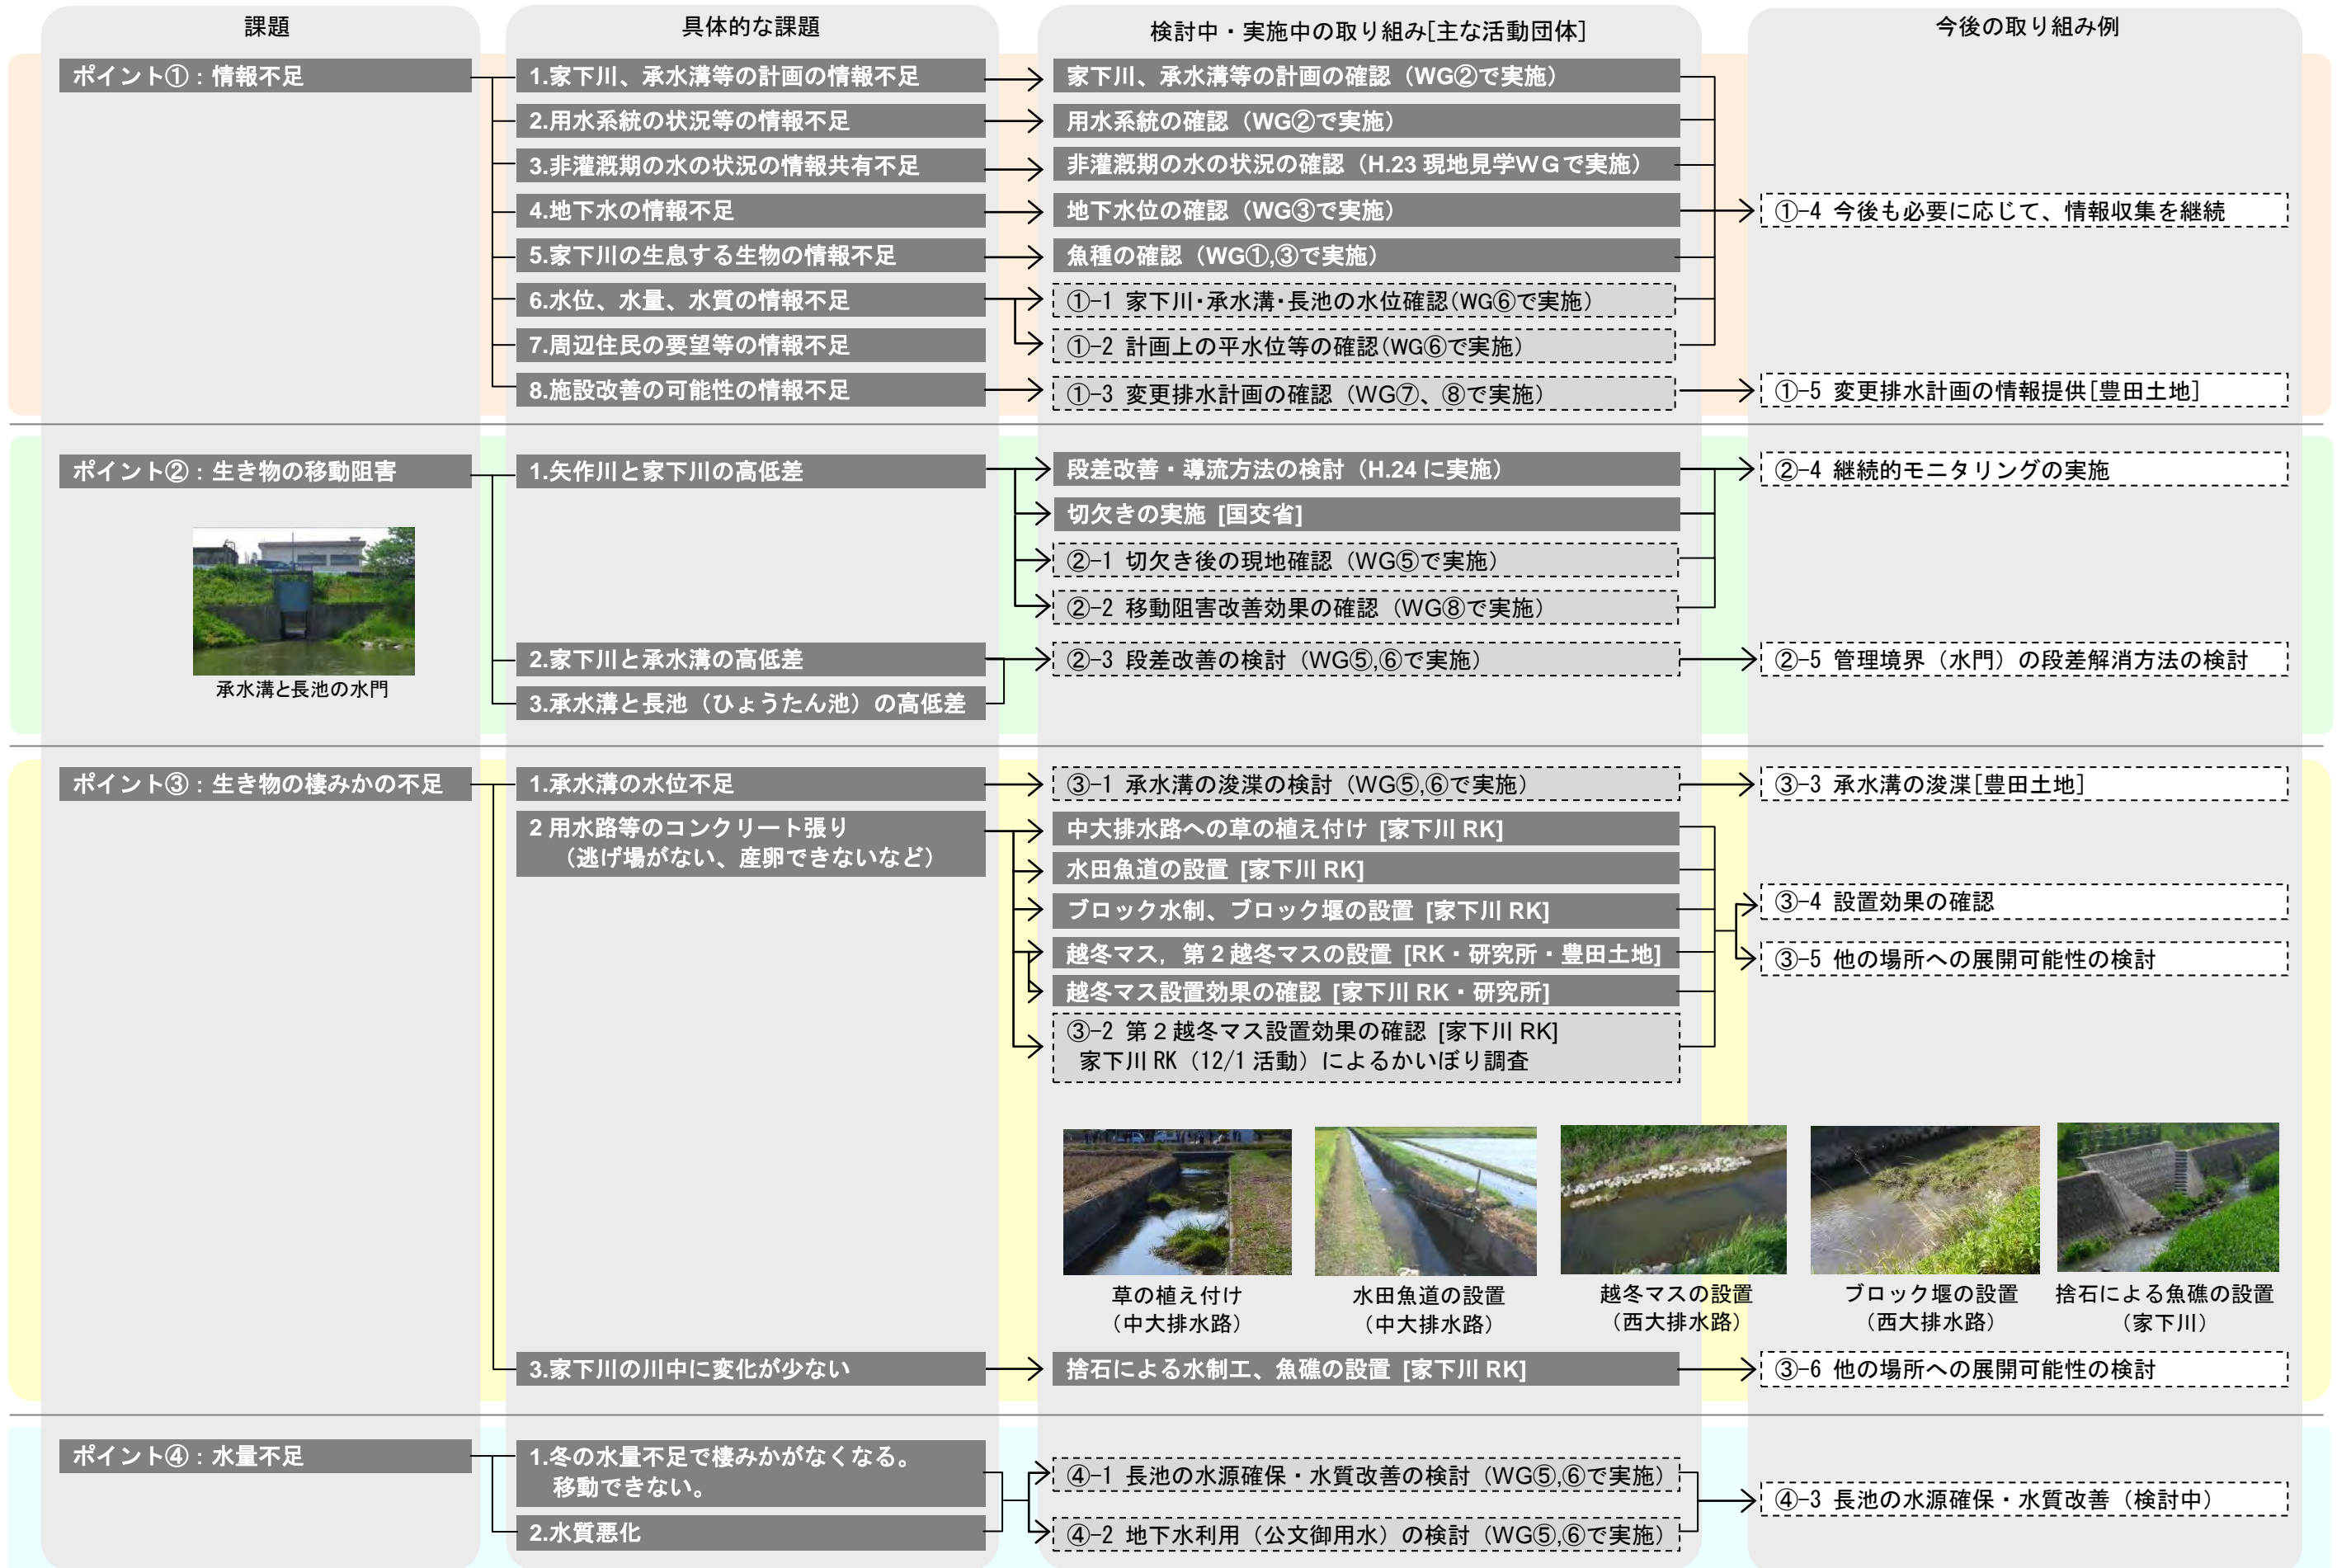 課題
具体的な課題
検討中・実施中の取り組み[主な活動団体]
今後の取り組み例
ポイント①：情報不足
1.家下川、承水溝等の計画の情報不足
家下川、承水溝等の計画の確認（WG②で実施）
2.用水系統の状況等の情報不足
用水系統の確認（WG②で実施）
3.非灌漑期の水の状況の情報共有不足
非灌漑期の水の状況の確認（H.23 現地見学WGで実施）
4.地下水の情報不足
地下水位の確認（WG③で実施）
①-4 今後も必要に応じて、情報収集を継続
5.家下川の生息する生物の情報不足
魚種の確認（WG①,③で実施）
6.水位、水量、水質の情報不足
①-1 家下川・承水溝・長池の水位確認(WG⑥で実施）
7.周辺住民の要望等の情報不足
①-2 計画上の平水位等の確認(WG⑥で実施）
8.施設改善の可能性の情報不足
①-3 変更排水計画の確認（WG⑦、⑧で実施）
①-5 変更排水計画の情報提供[豊田土地]
ポイント②：生き物の移動阻害
1.矢作川と家下川の高低差
段差改善・導流方法の検討（H.24 に実施）
②-4 継続的モニタリングの実施
切欠きの実施 [国交省]
②-1 切欠き後の現地確認（WG⑤で実施）
②-2 移動阻害改善効果の確認（WG⑧で実施）
承水溝と長池の水門
2.家下川と承水溝の高低差
②-3 段差改善の検討（WG⑤,⑥で実施）
②-5 管理境界（水門）の段差解消方法の検討
3.承水溝と長池（ひょうたん池）の高低差
ポイント③：生き物の棲みかの不足
1.承水溝の水位不足
③-1 承水溝の浚渫の検討（WG⑤,⑥で実施）
③-3 承水溝の浚渫[豊田土地]
2 用水路等のコンクリート張り
（逃げ場がない、産卵できないなど）
中大排水路への草の植え付け [家下川 RK]
水田魚道の設置 [家下川 RK]
ブロック水制、ブロック堰の設置 [家下川 RK]
③-4 設置効果の確認
越冬マス，第２越冬マスの設置 [RK・研究所・豊田土地]
③-5 他の場所への展開可能性の検討
越冬マス設置効果の確認 [家下川 RK・研究所]
③-2 第２越冬マス設置効果の確認 [家下川 RK]
家下川 RK（12/1 活動）によるかいぼり調査
草の植え付け
（中大排水路）
水田魚道の設置
（中大排水路）
越冬マスの設置
（西大排水路）
ブロック堰の設置
（西大排水路）
捨石による魚礁の設置
（家下川）
3.家下川の川中に変化が少ない
捨石による水制工、魚礁の設置 [家下川 RK]
③-6 他の場所への展開可能性の検討
ポイント④：水量不足
1.冬の水量不足で棲みかがなくなる。
移動できない。
④-1 長池の水源確保・水質改善の検討（WG⑤,⑥で実施）
④-3 長池の水源確保・水質改善（検討中）
2.水質悪化
④-2 地下水利用（公文御用水）の検討（WG⑤,⑥で実施）